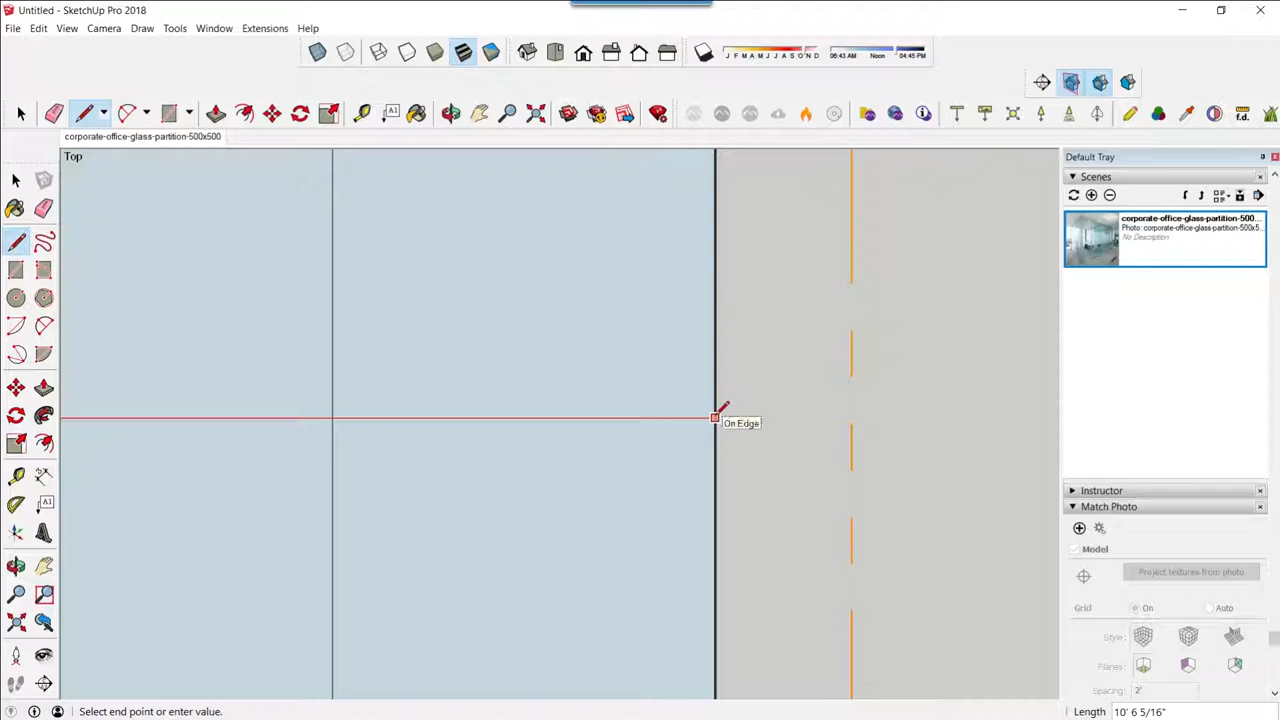 Untitled - SketchUp Pro 2018
File Edit View Camera Draw Tools Window Extensions Help
J F M A M J J A S O N D
06:43 AM Noon 04:45 PM
A1
f.d.
corporate-office-glass-partition-500x500
Top
Default Tray
Scenes
corporate-office-glass-partition-500...
Photo: corporate-office-glass-partition-500x5...
No Description
On Edge
A1
Instructor
Match Photo
Model
Project textures from photo
Grid On Auto
Style:
Planes:
Spacing: 2'
Select end point or enter value.
Length 10' 6 5/16"